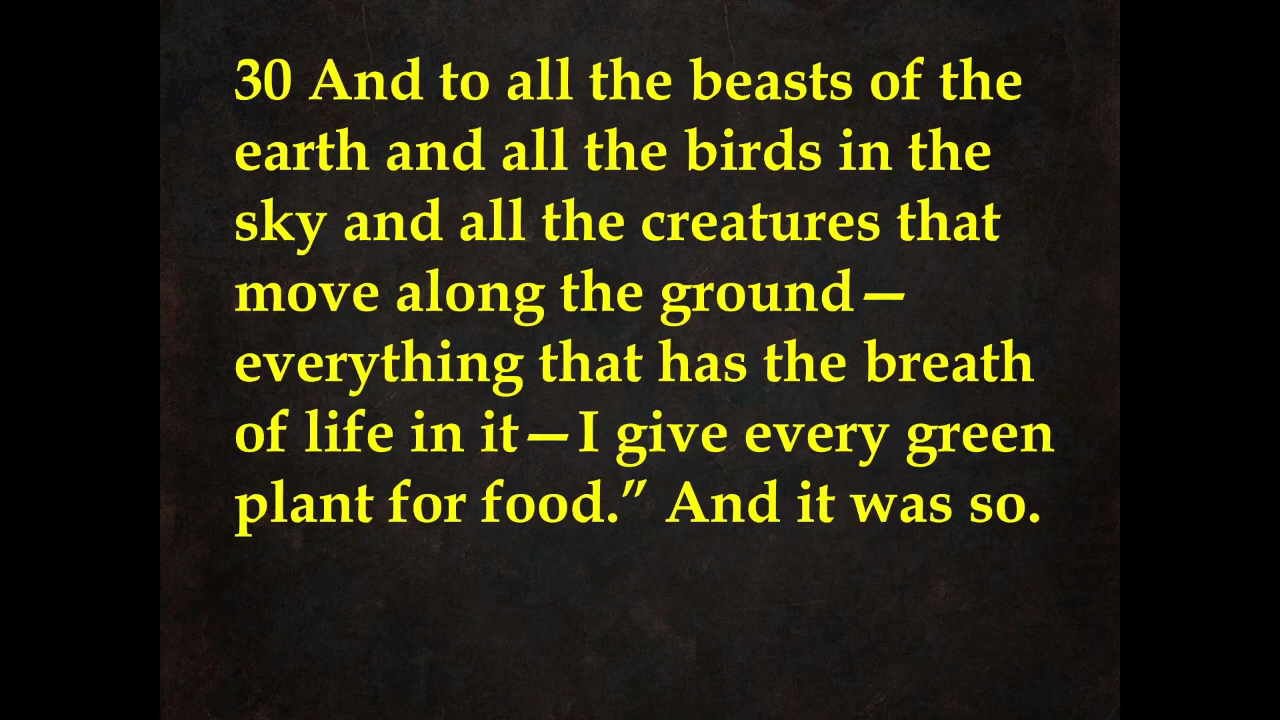 30 And to all the beasts of the
earth and all the birds in the
sky and all the creatures that
move along the ground—
everything that has the breath
of life in it—I give every green
plant for food.” And it was so.